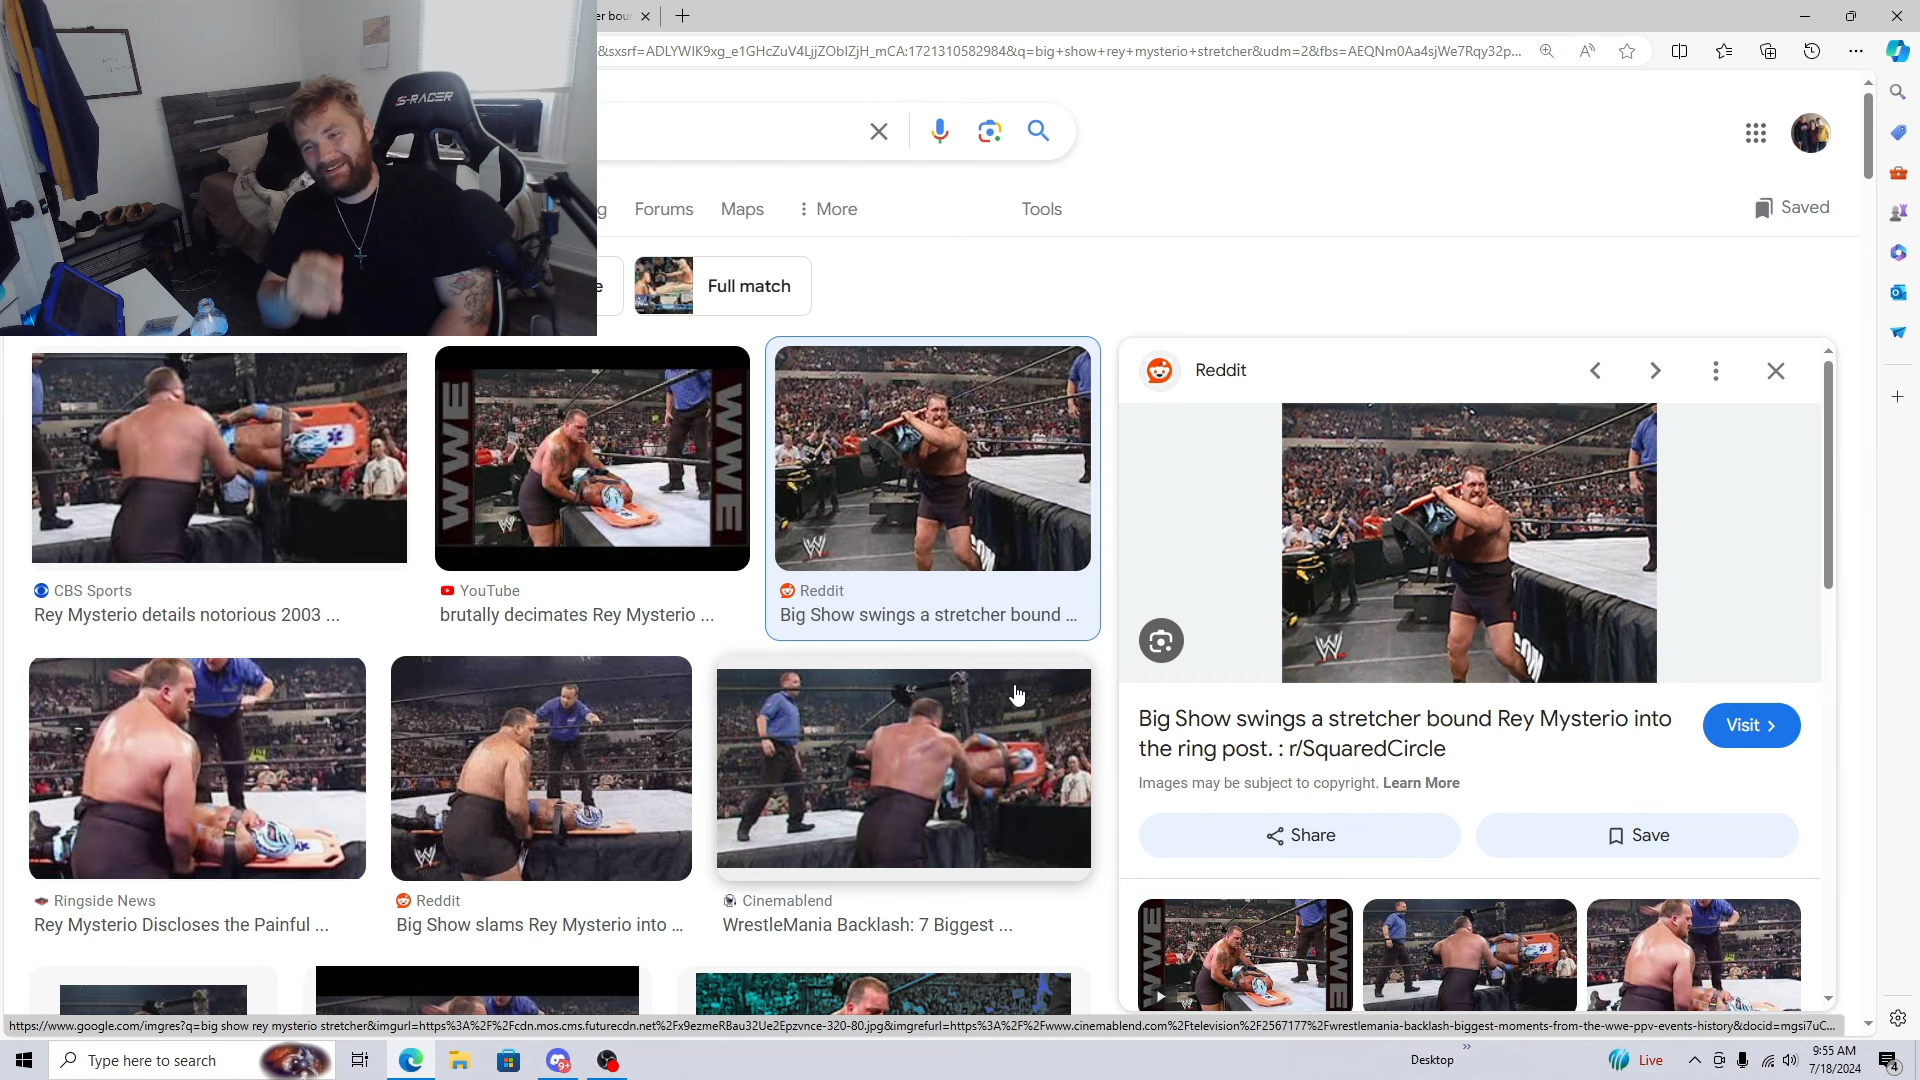 er bou
&sxsrf=ADLYWIK9xg_e1GHcZuV4LjjZObIZjH_mCA:1721310582984&q=big+show+rey+mysterio+stretcher&udm=2&fbs=AEQNm0Aa4sjWe7Rqy32p...
S-RACER
g
Forums
Maps
More
Tools
Saved
e
Full match
Reddit
CBS Sports
Rey Mysterio details notorious 2003 ...
WWE
WWE
YouTube
brutally decimates Rey Mysterio ...
Reddit
Big Show swings a stretcher bound ...
Big Show swings a stretcher bound Rey Mysterio into
the ring post. : r/SquaredCircle
Visit >
Images may be subject to copyright. Learn More
Share
Save
Ringside News
Rey Mysterio Discloses the Painful ...
Reddit
Big Show slams Rey Mysterio into ...
Cinemablend
WrestleMania Backlash: 7 Biggest ...
WWE
WWE
https://www.google.com/imgres?q=big show rey mysterio stretcher&imgurl=https%3A%2F%2Fcdn.mos.cms.futurecdn.net%2Fx9ezmeRBau32Ue2Epzvnce-320-80.jpg&imgrefurl=https%3A%2F%2Fwww.cinemablend.com%2Ftelevision%2F2567177%2Fwrestlemania-backlash-biggest-moments-from-the-wwe-ppv-events-history&docid=mgsi7uC...
Type here to search
9+
Desktop
Live
9:55 AM
7/18/2024
4